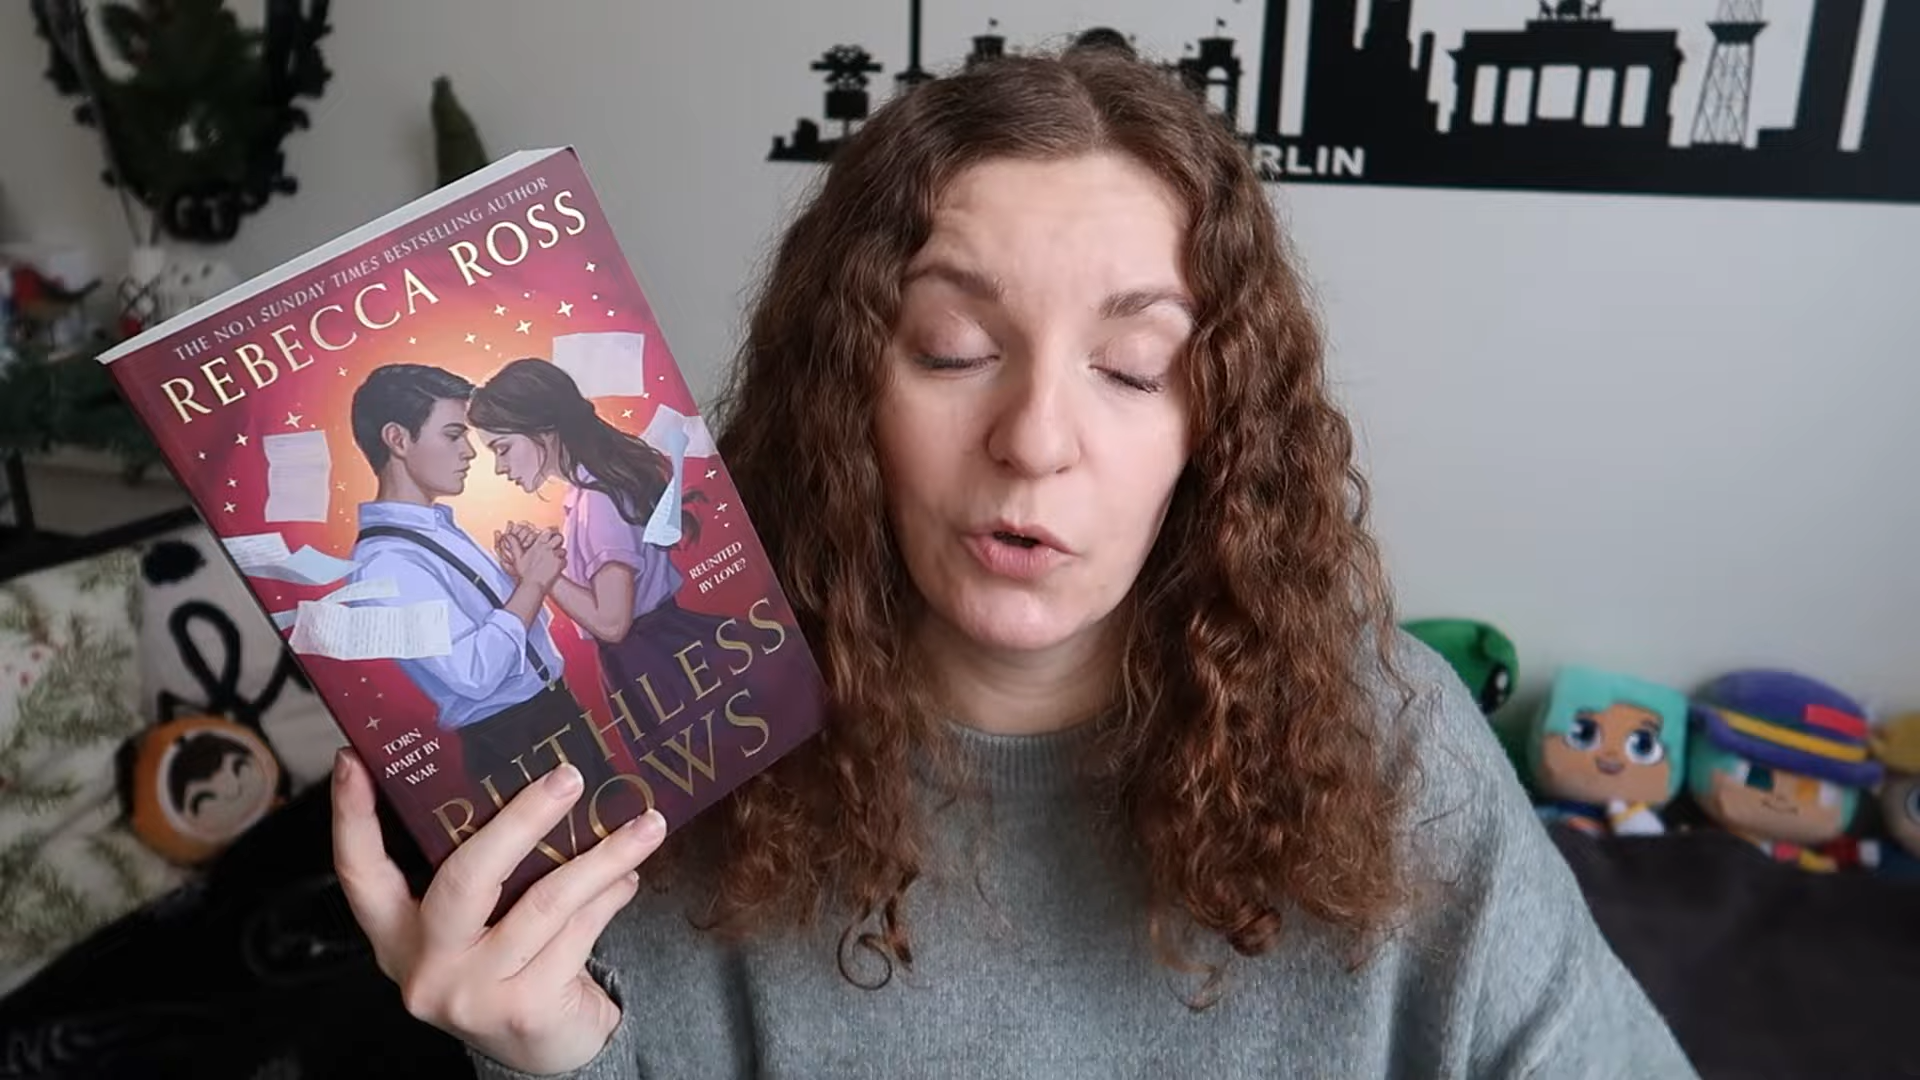 THE NO.1 SUNDAY TIMES BESTSELLING AUTHOR
REBECCA ROSS
REUNITED
BY LOVE?
TORN
APART BY
WAR
RUTHLESS
VOWS
RLIN